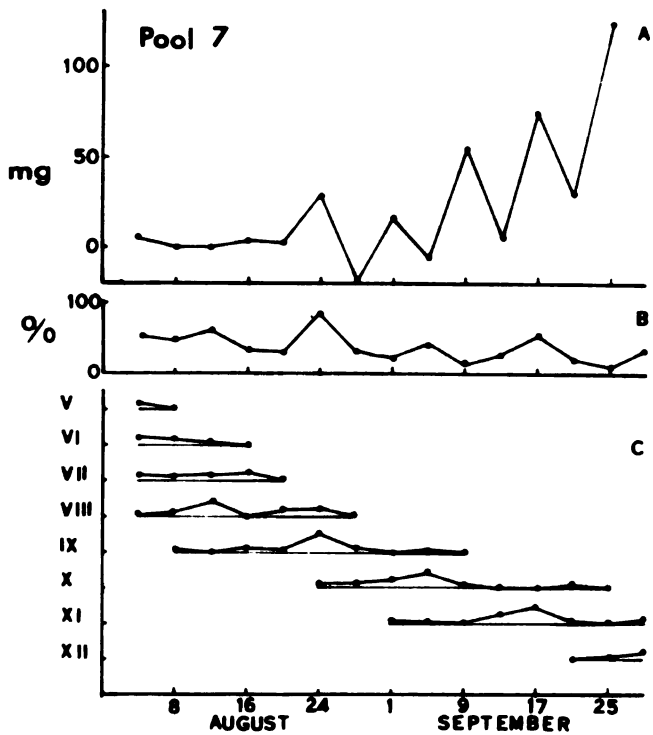 Pool 7
A
100
mg
50
0
100
%
B
0
V
VI
C
VII
VIII
IX
X
XI
XII
8 16 24 1 9 17 25
AUGUST SEPTEMBER